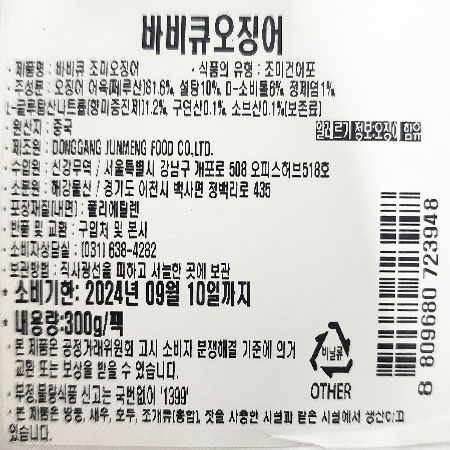 바비큐오징어
· 제품명 : 바비큐 조미오징어 · 식품의 유형 : 조미건어포
· 주성분 : 오징어 어육(페루산)81.6%, 설탕10%, D-소비톨6%, 정제염1%,
L-글루탐산나트륨(향미증진제)1.2%, 구연산0.1%, 소브산0.1%(보존료)
· 원산지 : 중국 알레르기 정보:오징어 함유
· 제조원 : DONGGANG JUNMENG FOOD CO.LTD.
· 수입원 : 신강무역 / 서울특별시 강남구 개포로 508 오피스허브518호
· 소분원 : 해강물산 / 경기도 이천시 백사면 청백리로 435
· 포장재질(내면) : 폴리에틸렌
· 반품 및 교환 : 구입처 및 본사
· 소비자상담실 : (031) 638-4282
· 보관방법 : 직사광선을 피하고 서늘한 곳에 보관
* 소비기한: 2024년 09월 10일까지
* 내용량:300g/팩
· 본 제품은 공정거래위원회 고시 소비자 분쟁해결 기준에 의거
교환 또는 보상을 받을 수 있습니다.
· 부정,불량식품 신고는 국번없이 '1399'
· 본 제품은 땅콩, 새우, 호두, 조개류(홍합), 잣을 사용한 시설과 같은 시설에서 생산하고
있습니다.
비닐류
OTHER
8 809680 723948